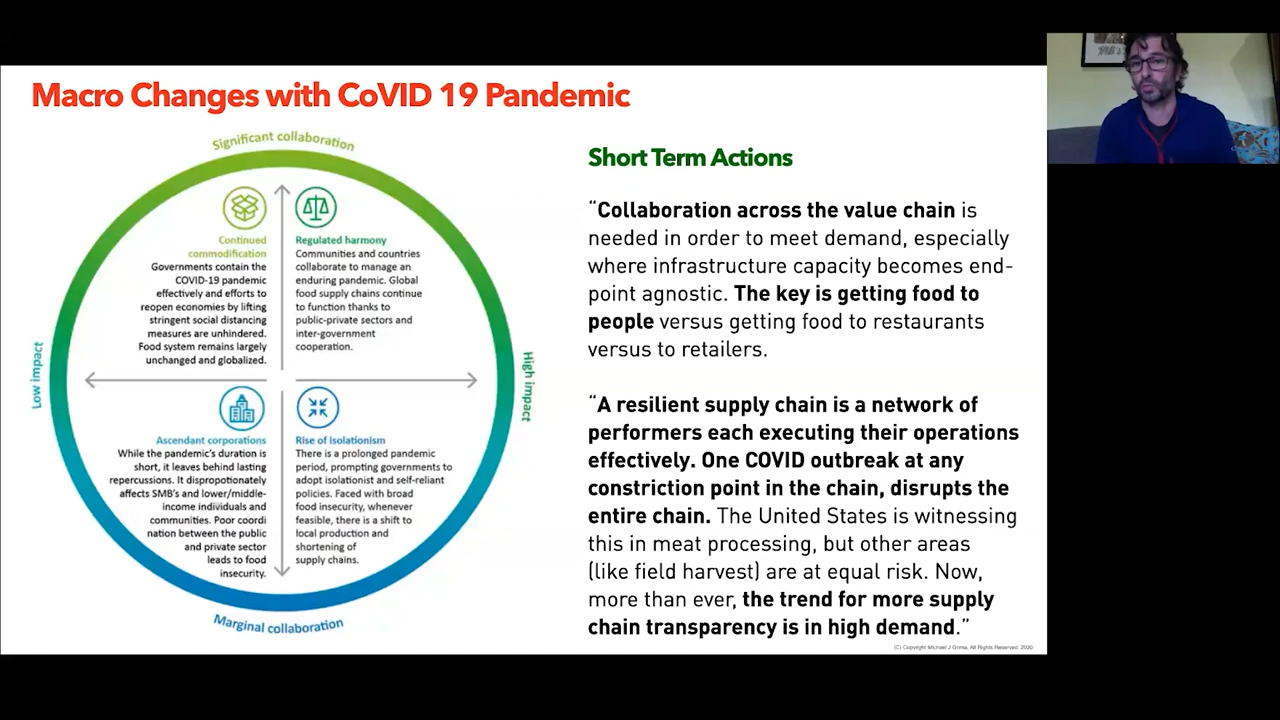 Macro Changes with CoVID 19 Pandemic
Significant collaboration
Low impact
High impact
Marginal collaboration
Continued
commodification
Governments contain the
COVID-19 pandemic
effectively and efforts to
reopen economies by lifting
stringent social distancing
measures are unhindered.
Food system remains largely
unchanged and globalized.
Regulated harmony
Communities and countries
collaborate to manage an
enduring pandemic. Global
food supply chains continue
to function thanks to
public-private sectors and
inter-government
cooperation.
Ascendant corporations
While the pandemic's duration is
short, it leaves behind lasting
repercussions. It dispropotionately
affects SMB's and lower/middle-
income individuals and
communities. Poor coordi
nation between the public
and private sector
leads to food
insecurity.
Rise of isolationism
There is a prolonged pandemic
period, prompting governments to
adopt isolationist and self-reliant
policies. Faced with broad
food insecurity, whenever
feasible, there is a shift to
local production and
shortening of
supply chains.
Short Term Actions
“Collaboration across the value chain is
needed in order to meet demand, especially
where infrastructure capacity becomes end-
point agnostic. The key is getting food to
people versus getting food to restaurants
versus to retailers.
“A resilient supply chain is a network of
performers each executing their operations
effectively. One COVID outbreak at any
constriction point in the chain, disrupts the
entire chain. The United States is witnessing
this in meat processing, but other areas
(like field harvest) are at equal risk. Now,
more than ever, the trend for more supply
chain transparency is in high demand.”
(C) Copyright Michael J Grima. All Rights Reserved. 2020